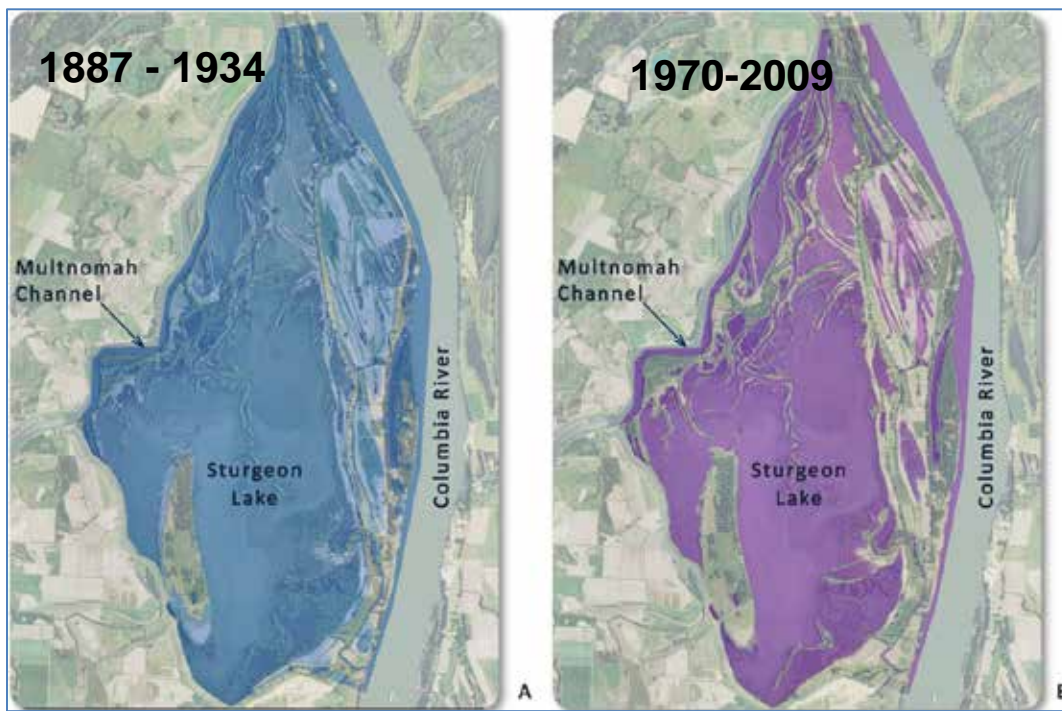 1887 - 1934
Multnomah
Channel
Sturgeon
Lake
Columbia River
A
1970-2009
Multnomah
Channel
Sturgeon
Lake
Columbia River